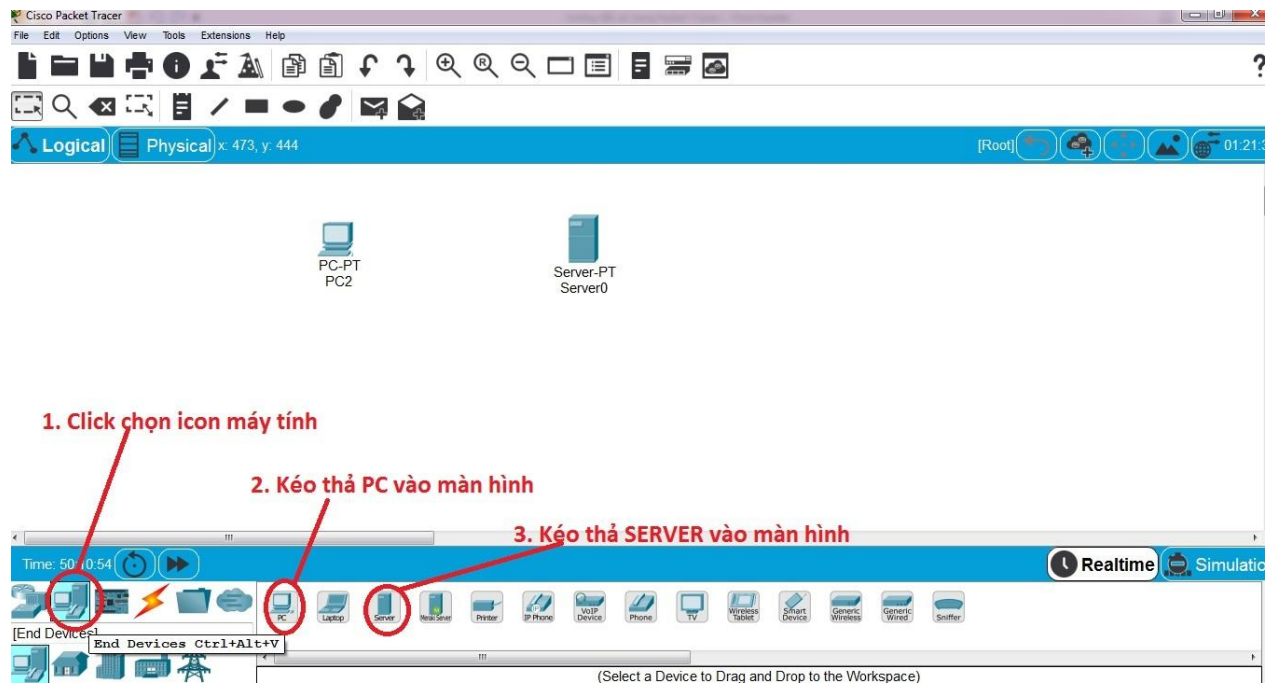 Cisco Packet Tracer
File Edit Options View Tools Extensions Help
?
Logical Physical x: 473, y: 444 [Root] 01:21:3
PC-PT
PC2
Server-PT
Server0
1. Click chọn icon máy tính
2. Kéo thả PC vào màn hình
3. Kéo thả SERVER vào màn hình
Time: 50:10:54 Realtime Simulatio
PC Laptop Server Meraki Server Printer IP Phone VoIP Device Phone TV Wireless Tablet Smart Device Generic Wireless Generic Wired Sniffer
[End Devices]
End Devices Ctrl+Alt+V
(Select a Device to Drag and Drop to the Workspace)